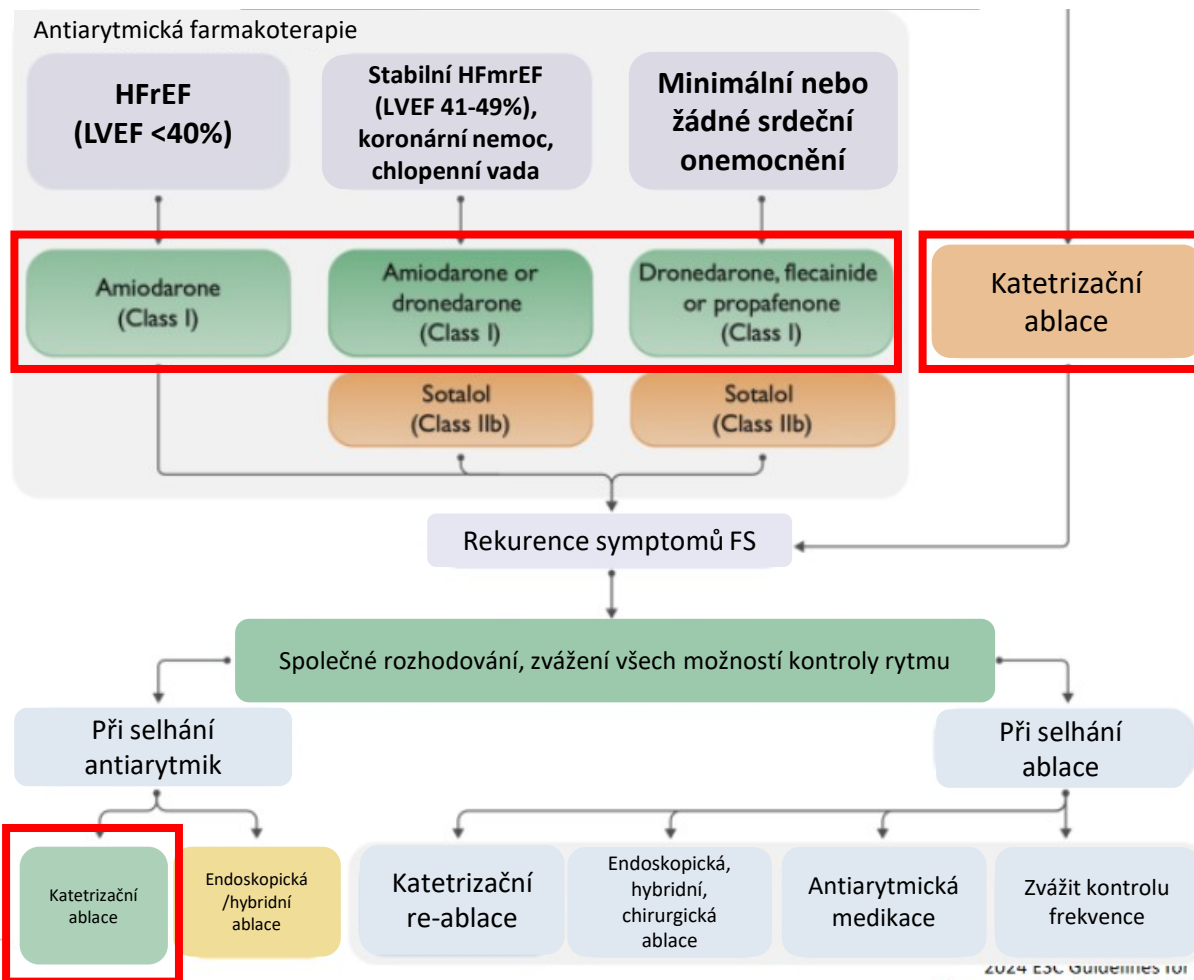 Antiarytmická farmakoterapie
HFrEF
(LVEF <40%)
Stabilní HFmrEF
(LVEF 41-49%),
koronární nemoc,
chlopenní vada
Minimální nebo
žádné srdeční
onemocnění
Amiodarone
(Class I)
Amiodarone or
dronedarone
(Class I)
Dronedarone, flecainide
or propafenone
(Class I)
Katetrizační
ablace
Sotalol
(Class IIb)
Sotalol
(Class IIb)
Rekurence symptomů FS
Společné rozhodování, zvážení všech možností kontroly rytmu
Při selhání
antiarytmik
Při selhání
ablace
Katetrizační
ablace
Endoskopická
/hybridní
ablace
Katetrizační
re-ablace
Endoskopická,
hybridní,
chirurgická
ablace
Antiarytmická
medikace
Zvážit kontrolu
frekvence
2024 ESC Guidelines for